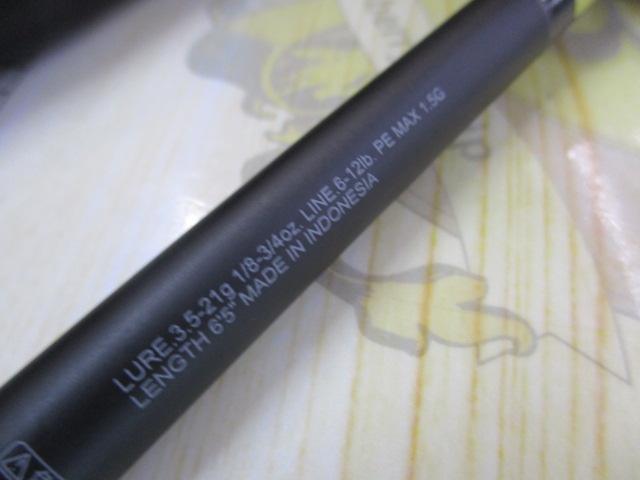 LURE.3.5-21g 1/8-3/4oz. LINE.6-12lb. PE MAX 1.5G
LENGTH 6'5" MADE IN INDONESIA